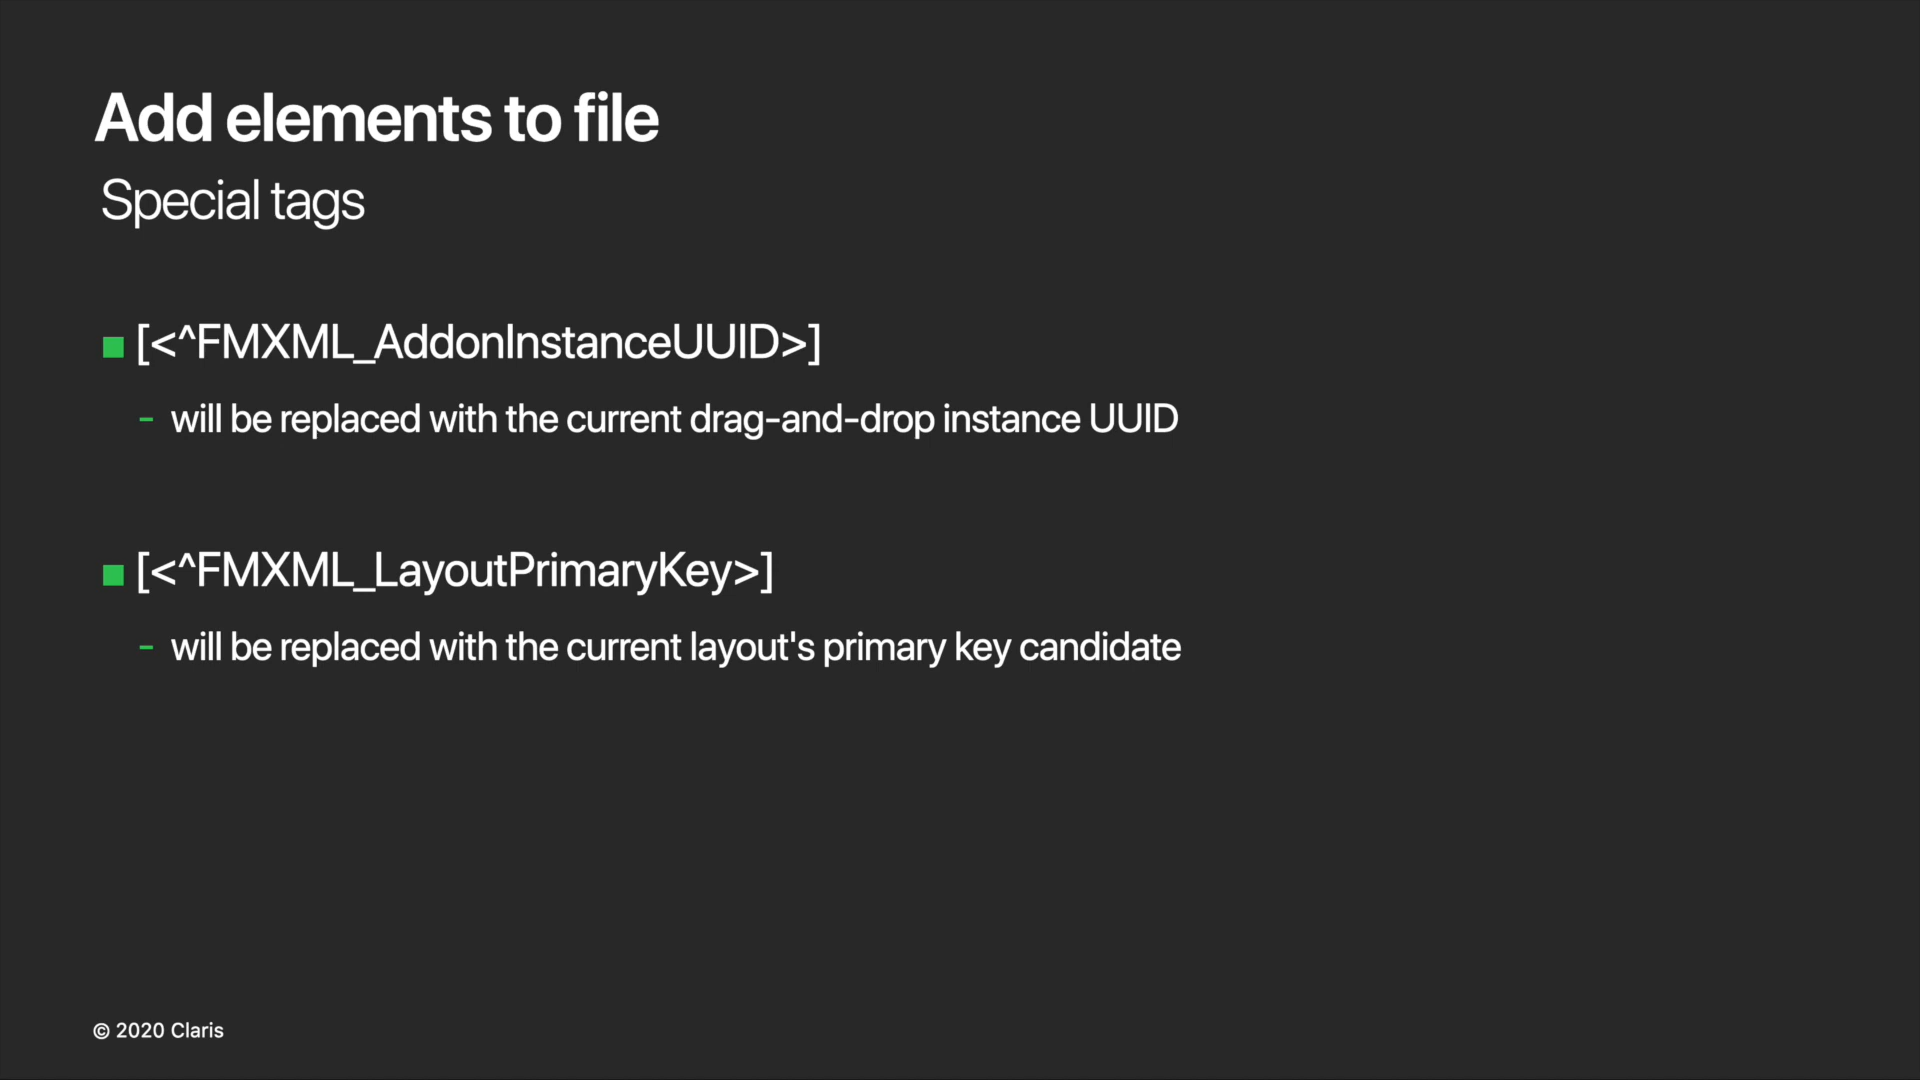 Add elements to file
Special tags
[<^FMXML_AddonInstanceUUID>]
- will be replaced with the current drag-and-drop instance UUID
[<^FMXML_LayoutPrimaryKey>]
- will be replaced with the current layout's primary key candidate
© 2020 Claris